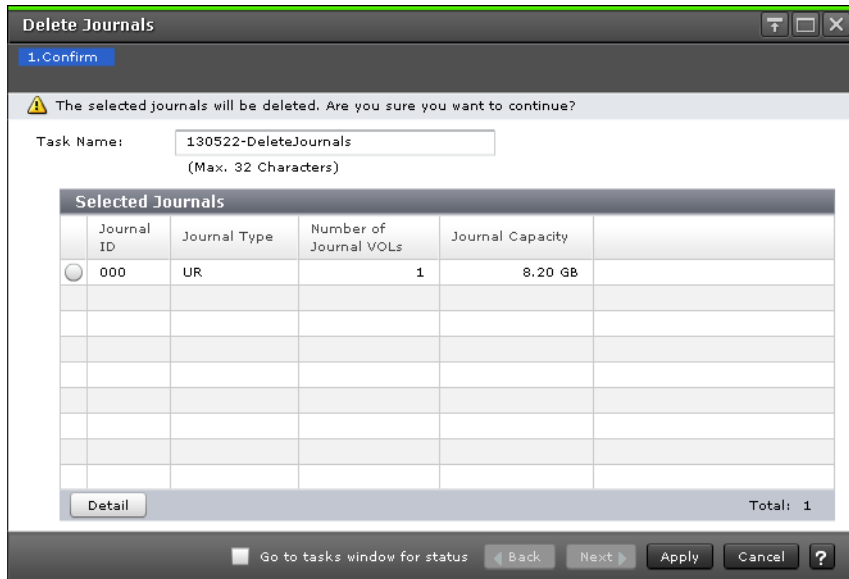 Delete Journals
1.Confirm
The selected journals will be deleted. Are you sure you want to continue?
Task Name: 130522-DeleteJournals
(Max. 32 Characters)
Selected Journals
Journal ID Journal Type Number of Journal VOLs Journal Capacity
000 UR 1 8.20 GB
Detail Total: 1
Go to tasks window for status Back Next Apply Cancel ?